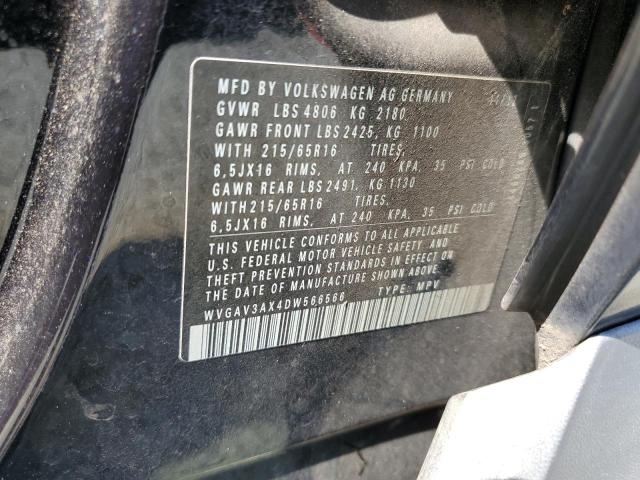 MFD BY VOLKSWAGEN AG GERMANY
GVWR LBS 4806 KG 2180
GAWR FRONT LBS 2425, KG 1100
WITH 215/65R16 TIRES,
6,5JX16 RIMS, AT 240 KPA, 35 PSI COLD
GAWR REAR LBS 2491, KG 1130
WITH 215/65R16 TIRES,
6,5JX16 RIMS, AT 240 KPA, 35 PSI COLD
THIS VEHICLE CONFORMS TO ALL APPLICABLE
U.S. FEDERAL MOTOR VEHICLE SAFETY AND
THEFT PREVENTION STANDARDS IN EFFECT ON
THE DATE OF MANUFACTURE SHOWN ABOVE
WVGAV3AX4DW566566 TYPE: MPV